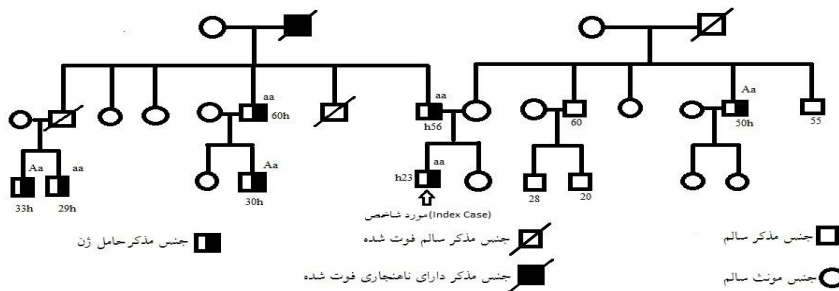 aa
aa
Aa
60h
h56
60
50h
55
Aa
aa
Aa
aa
h23
33h
29h
30h
28
20
مورد شاخص (Index Case)
جنس مذکر حامل ژن
جنس مذکر سالم فوت شده
جنس مذکر سالم
جنس مذکر دارای ناهنجاری فوت شده
جنس مونث سالم